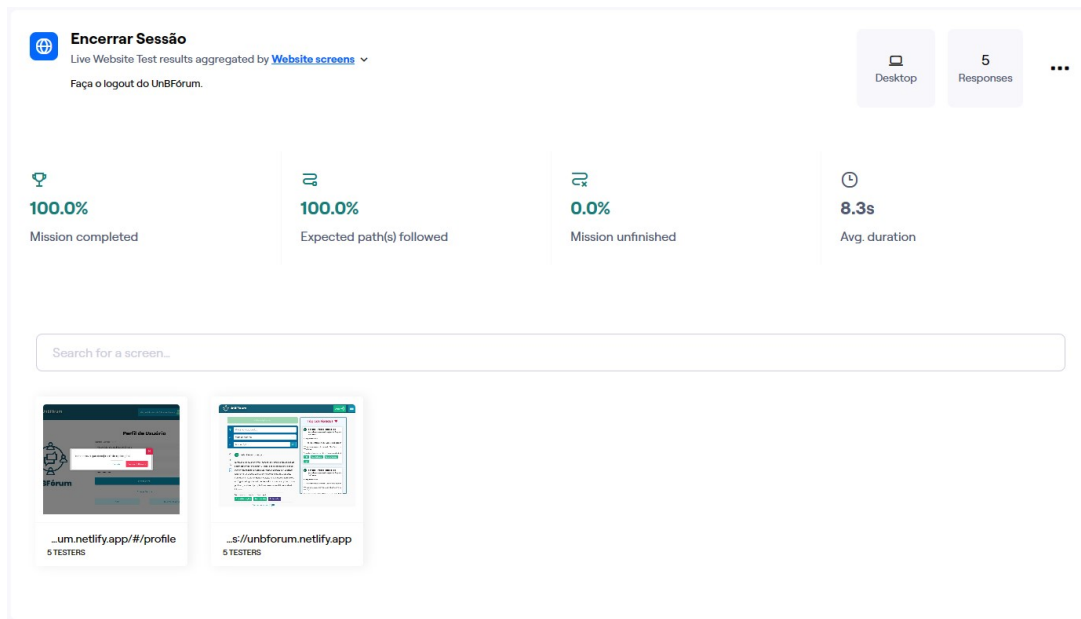 Encerrar Sessão
Live Website Test results aggregated by Website screens
Faça o logout do UnBFórum.
Desktop
5
Responses
100.0%
Mission completed
100.0%
Expected path(s) followed
0.0%
Mission unfinished
8.3s
Avg. duration
Search for a screen...
Perfil de Usuário
BFórum
...um.netlify.app/#/profile
5 TESTERS
...s://unbforum.netlify.app
5 TESTERS